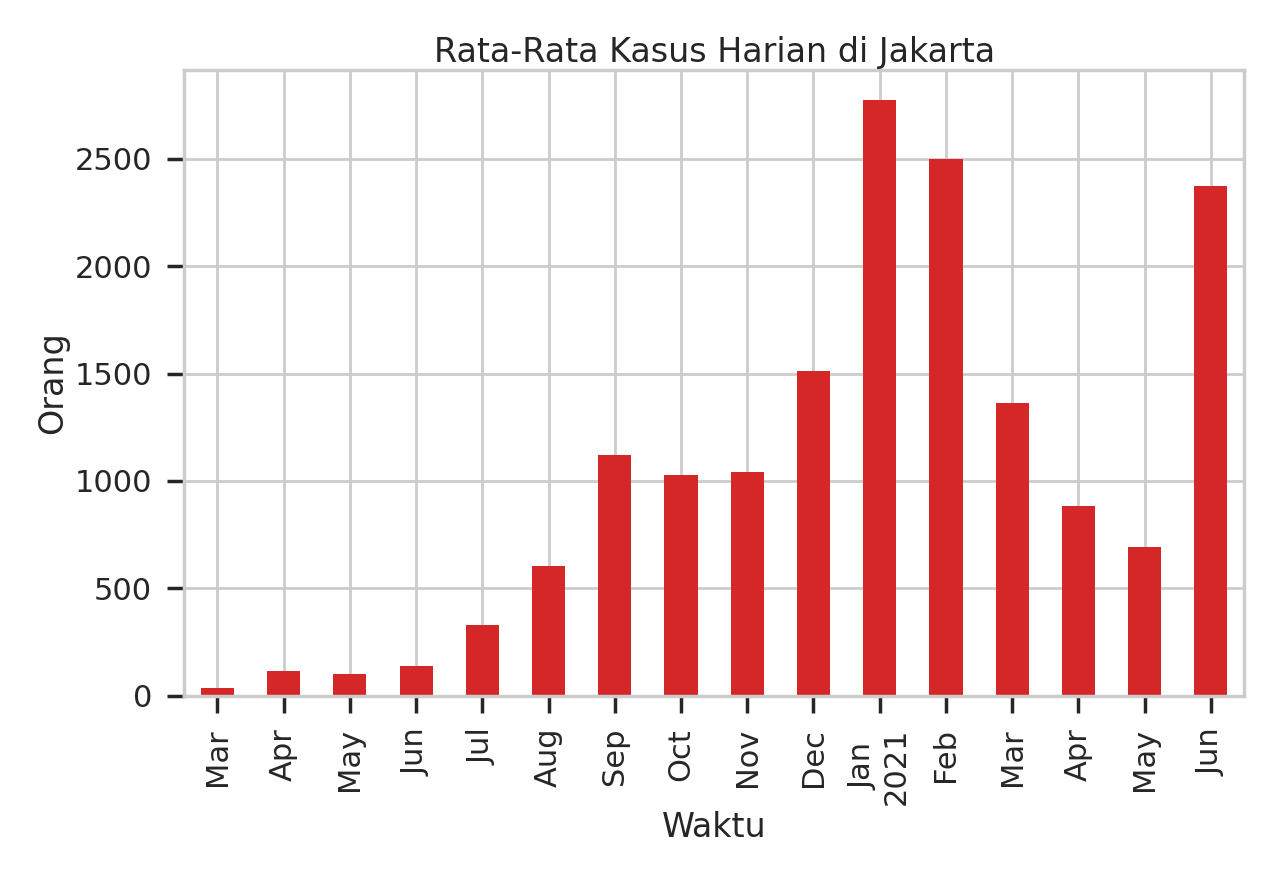 Rata-Rata Kasus Harian di Jakarta
Orang
2500
2000
1500
1000
500
0
Mar
Apr
May
Jun
Jul
Aug
Sep
Oct
Nov
Dec
Jan
2021
Feb
Mar
Apr
May
Jun
Waktu